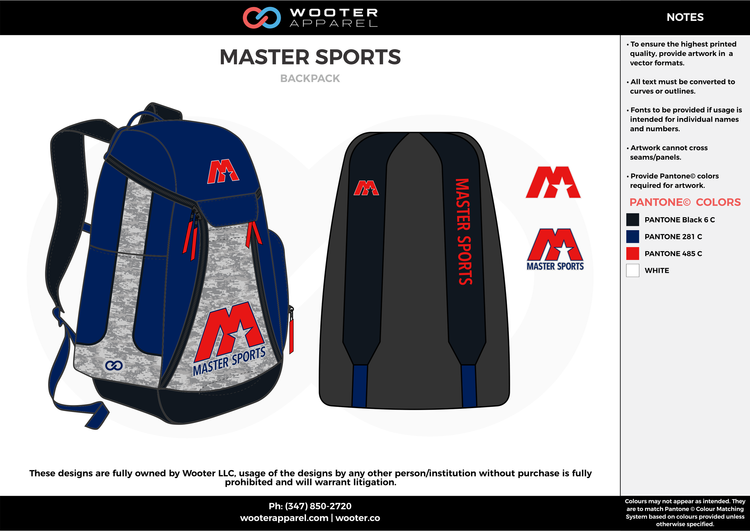 WOOTER
APPAREL
NOTES
MASTER SPORTS
BACKPACK
MASTER SPORTS
MASTER SPORTS
MASTER SPORTS
• To ensure the highest printed
quality, provide artwork in a
vector formats.
• All text must be converted to
curves or outlines.
• Fonts to be provided if usage is
intended for individual names
and numbers.
• Artwork cannot cross
seams/panels.
• Provide Pantone© colors
required for artwork.
PANTONE© COLORS
PANTONE Black 6 C
PANTONE 281 C
PANTONE 485 C
WHITE
These designs are fully owned by Wooter LLC, usage of the designs by any other person/institution without purchase is fully
prohibited and will warrant litigation.
Ph: (347) 850-2720
wooterapparel.com | wooter.co
Colours may not appear as intended. They
are to match Pantone © Colour Matching
System based on colours provided unless
otherwise specified.